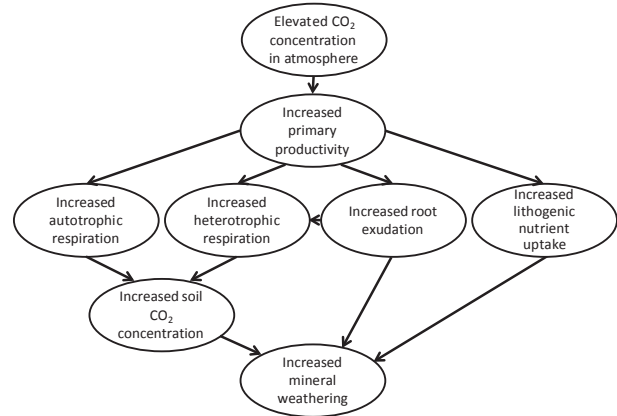 Elevated CO₂
concentration
in atmosphere
Increased
primary
productivity
Increased
autotrophic
respiration
Increased
heterotrophic
respiration
Increased root
exudation
Increased
lithogenic
nutrient
uptake
Increased soil
CO₂
concentration
Increased
mineral
weathering